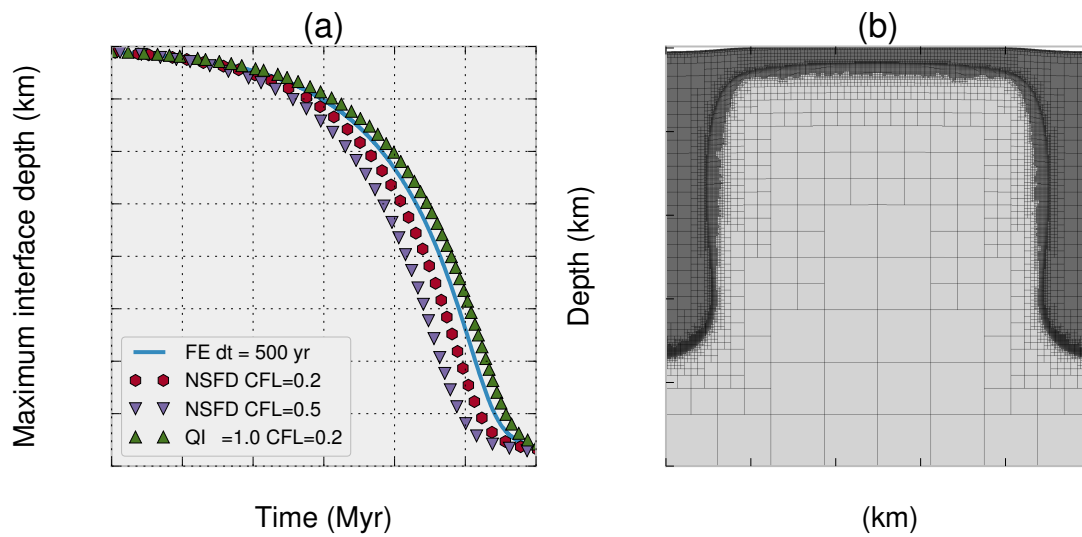 (a)
Maximum interface depth (km)
FE dt = 500 yr
NSFD CFL=0.2
NSFD CFL=0.5
QI =1.0 CFL=0.2
Time (Myr)
(b)
Depth (km)
(km)